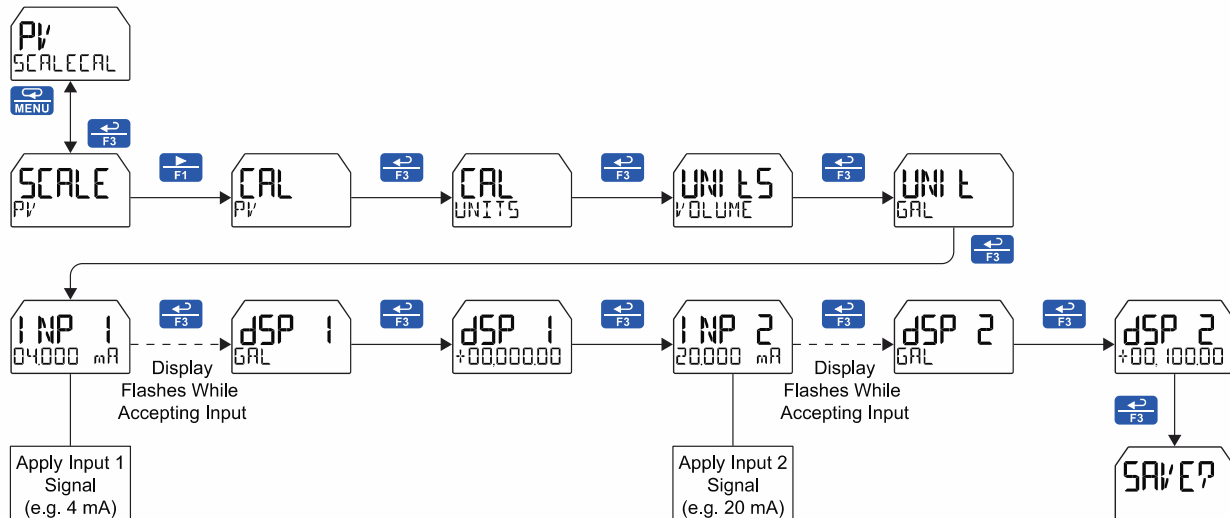 PV
SCALECAL
MENU
F3
SCALE
PV
F1
CAL
PV
F3
CAL
UNITS
F3
UNItS
VOLUME
F3
UNIt
GAL
F3
INP 1
04.000 mA
F3
Display
Flashes While
Accepting Input
dSP 1
GAL
F3
dSP 1
+00,000.00
F3
INP 2
20.000 mA
F3
Display
Flashes While
Accepting Input
dSP 2
GAL
F3
dSP 2
+00,100.00
F3
SAVE?
Apply Input 1
Signal
(e.g. 4 mA)
Apply Input 2
Signal
(e.g. 20 mA)